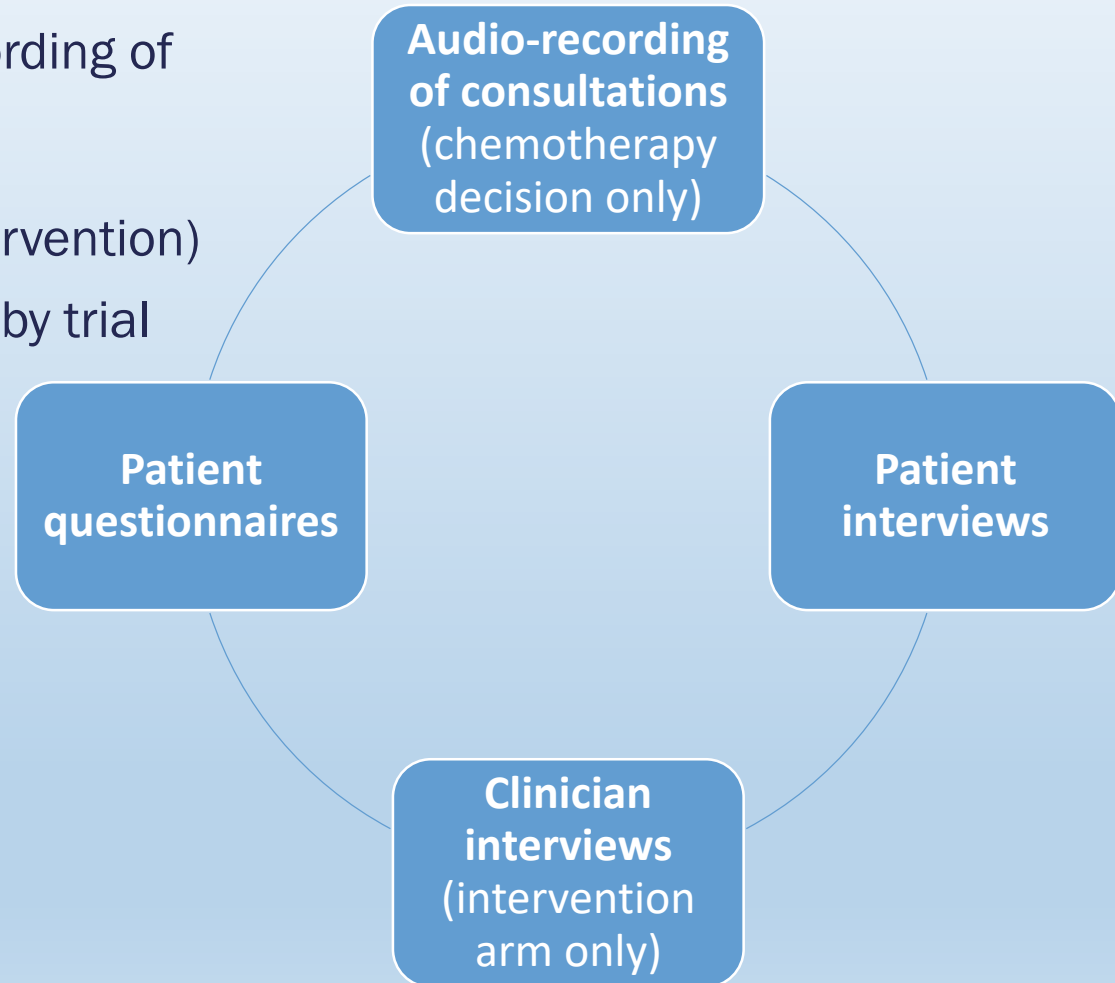 rding of
rvention)
by trial
Audio-recording
of consultations
(chemotherapy
decision only)
Patient
questionnaires
Patient
interviews
Clinician
interviews
(intervention
arm only)